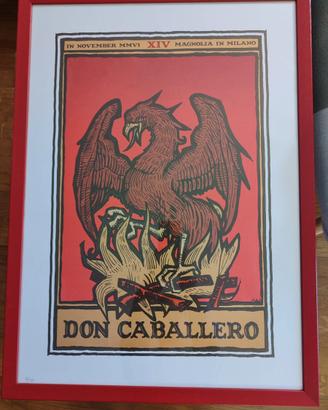 IN NOVEMBER MMVI XIV MAGNOLIA IN MILANO
DON CABALLERO